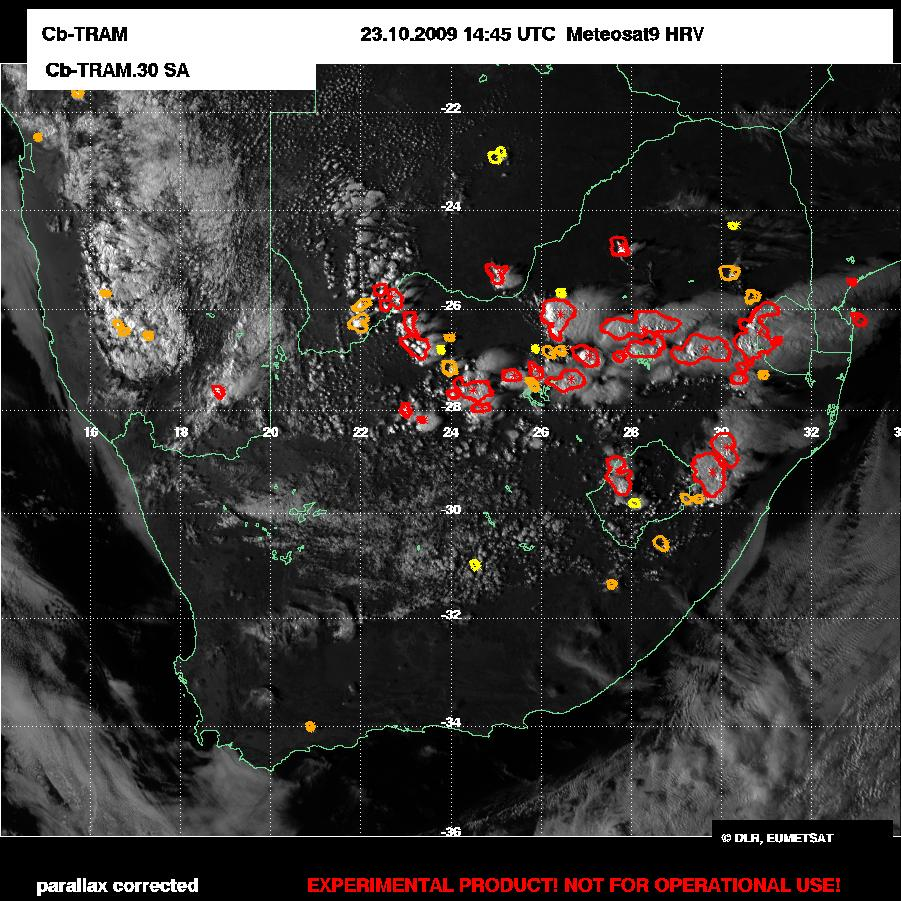 Cb-TRAM
23.10.2009 14:45 UTC Meteosat9 HRV
Cb-TRAM.30 SA
-22
-24
-26
-28
16 18 20 22 24 26 28 30 32 3
-30
-32
-34
-36
© DLR, EUMETSAT
parallax corrected
EXPERIMENTAL PRODUCT! NOT FOR OPERATIONAL USE!